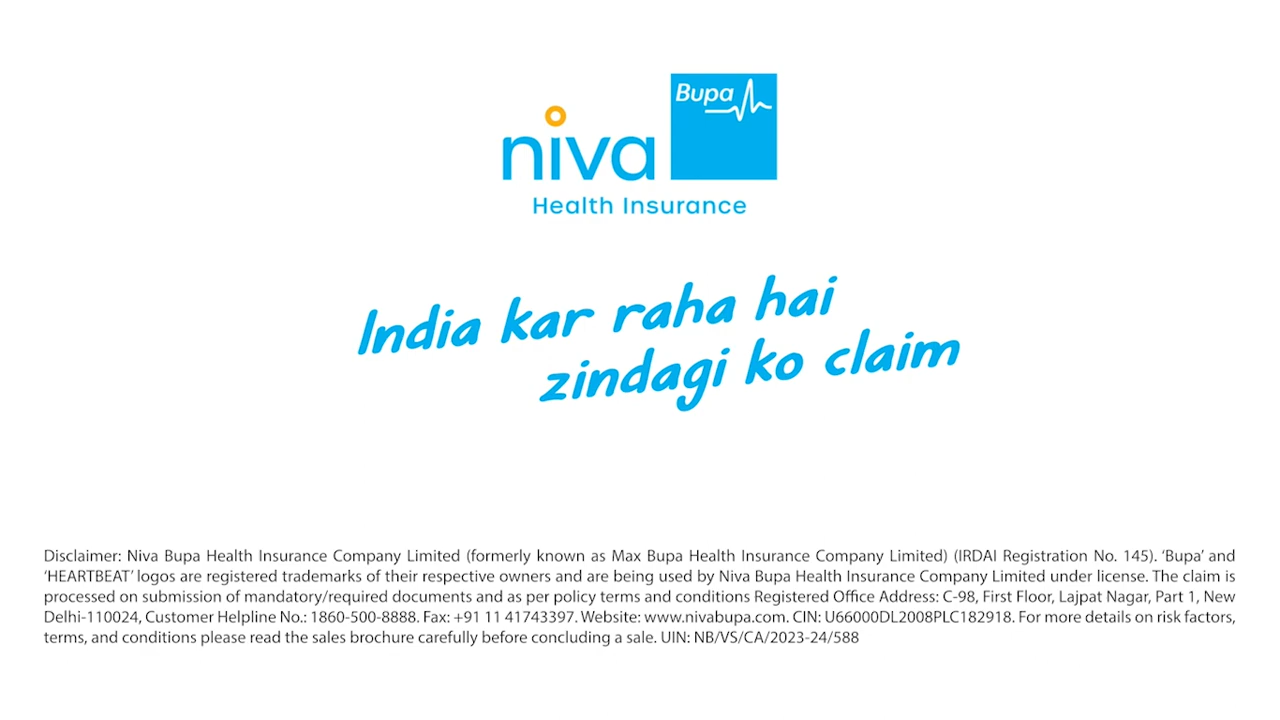 niva
Bupa
Health Insurance
India kar raha hai
zindagi ko claim
Disclaimer: Niva Bupa Health Insurance Company Limited (formerly known as Max Bupa Health Insurance Company Limited) (IRDAI Registration No. 145). ‘Bupa’ and
‘HEARTBEAT’ logos are registered trademarks of their respective owners and are being used by Niva Bupa Health Insurance Company Limited under license. The claim is
processed on submission of mandatory/required documents and as per policy terms and conditions Registered Office Address: C-98, First Floor, Lajpat Nagar, Part 1, New
Delhi-110024, Customer Helpline No.: 1860-500-8888. Fax: +91 11 41743397. Website: www.nivabupa.com. CIN: U66000DL2008PLC182918. For more details on risk factors,
terms, and conditions please read the sales brochure carefully before concluding a sale. UIN: NB/VS/CA/2023-24/588